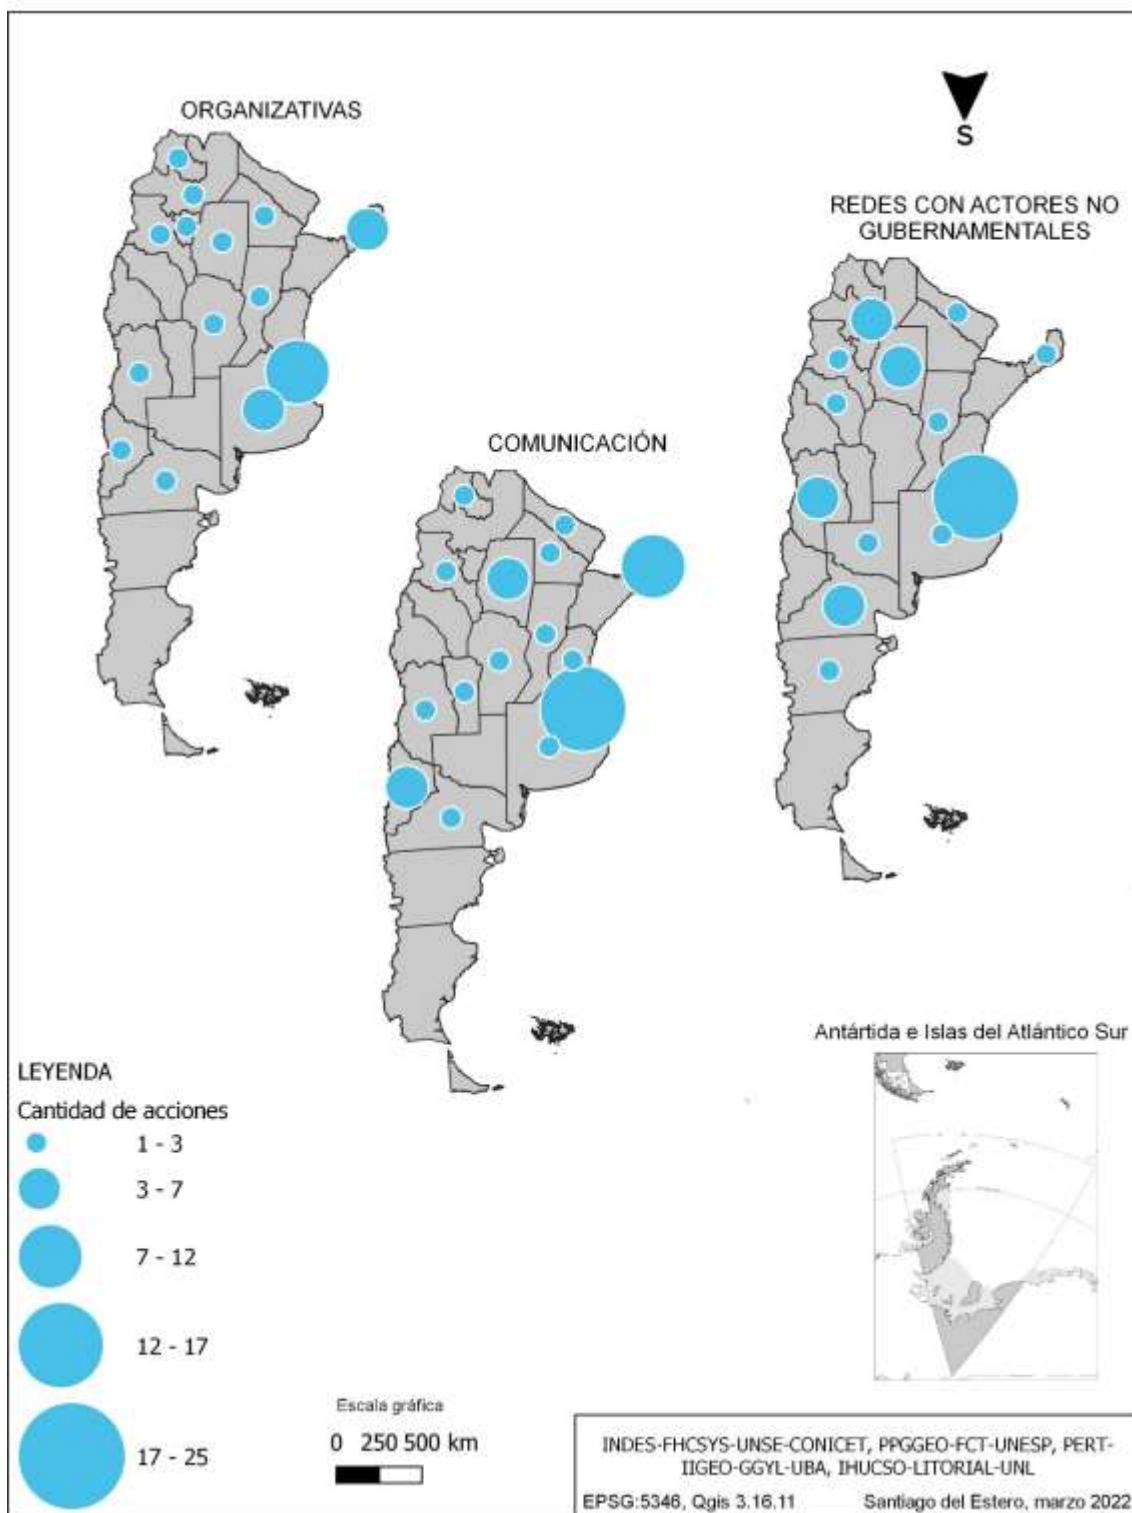 ORGANIZATIVAS
S
REDES CON ACTORES NO
GUBERNAMENTALES
COMUNICACIÓN
Antártida e Islas del Atlántico Sur
LEYENDA
Cantidad de acciones
1 - 3
3 - 7
7 - 12
12 - 17
17 - 25
Escala gráfica
0 250 500 km
INDES-FHCSYS-UNSE-CONICET, PPGGEO-FCT-UNESP, PERT-
IIGEO-GGYL-UBA, IHUCSO-LITORIAL-UNL
EPSG:5346, Qgis 3.16.11 Santiago del Estero, marzo 2022